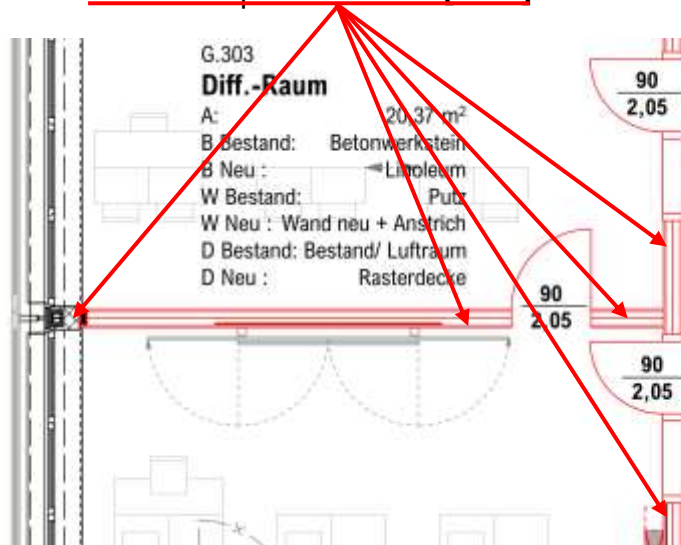 G.303
Diff.-Raum
A: 20,37 m²
B Bestand: Betonwerkstein
B Neu : Linoleum
W Bestand: Putz
W Neu : Wand neu + Anstrich
D Bestand: Bestand/ Luftraum
D Neu : Rasterdecke
90
2,05
90
2,05
90
2,05